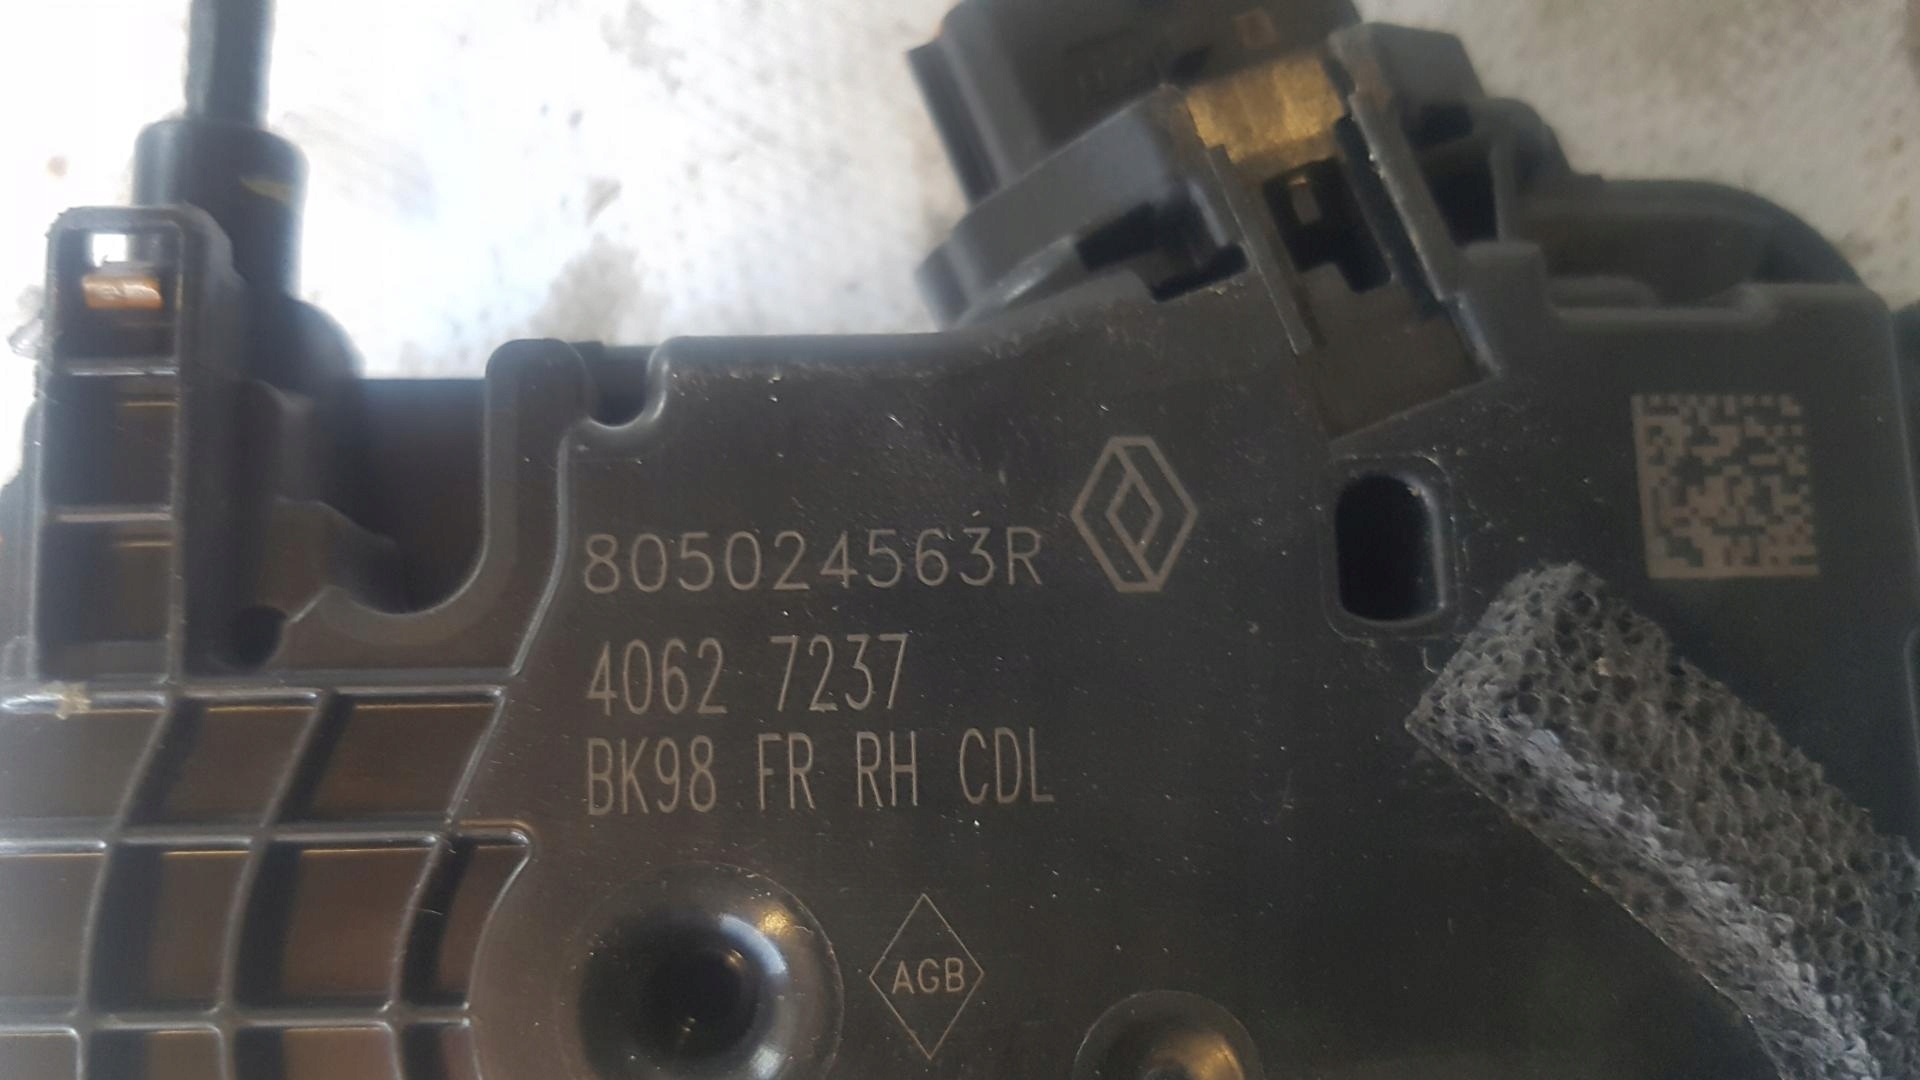 805024563R
4062 7237
BK98 FR RH CDL
AGB